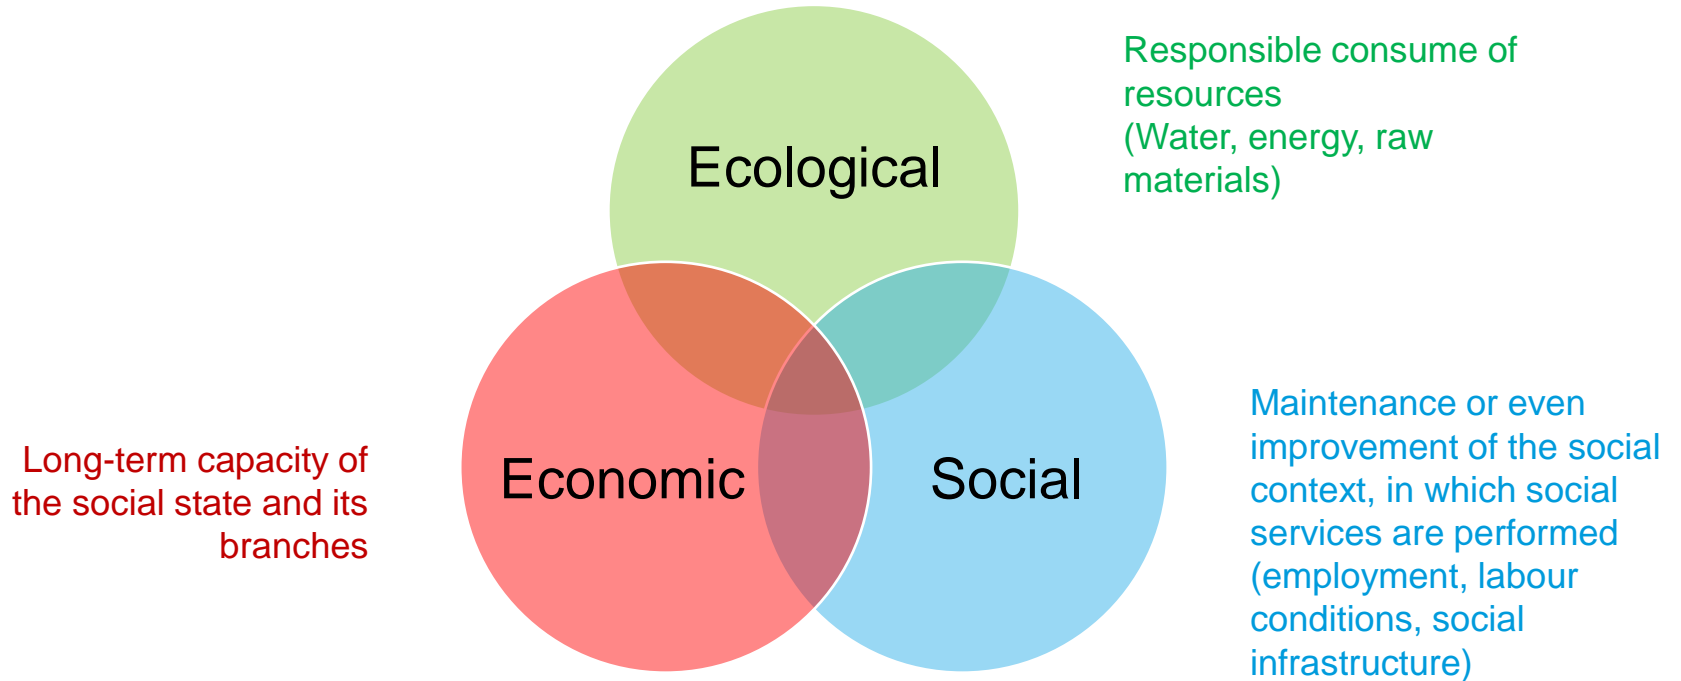 Responsible consume of
resources
(Water, energy, raw
materials)
Ecological
Long-term capacity of
the social state and its
branches
Economic
Social
Maintenance or even
improvement of the social
context, in which social
services are performed
(employment, labour
conditions, social
infrastructure)